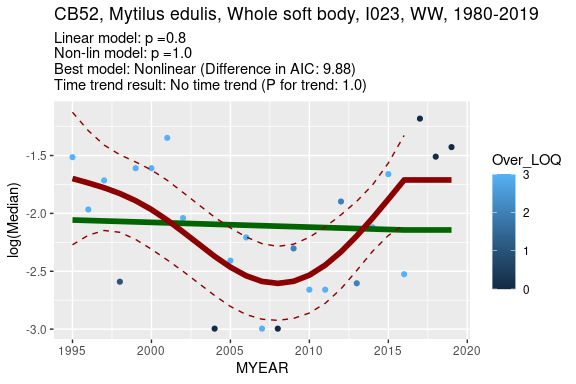 CB52, Mytilus edulis, Whole soft body, I023, WW, 1980-2019
Linear model: p =0.8
Non-lin model: p =1.0
Best model: Nonlinear (Difference in AIC: 9.88)
Time trend result: No time trend (P for trend: 1.0)
log(Median)
-1.5
-2.0
-2.5
-3.0
1995
2000
2005
2010
2015
2020
MYEAR
Over_LOQ
3
2
1
0